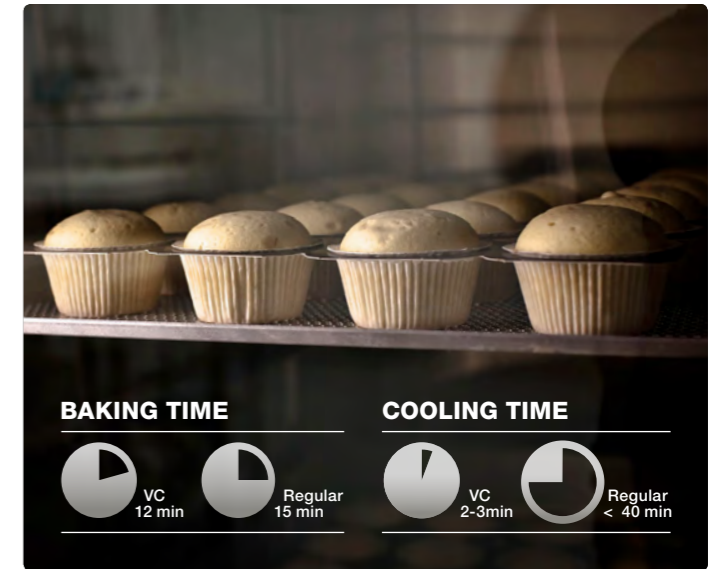 BAKING TIME
VC
12 min
Regular
15 min
COOLING TIME
VC
2-3min
Regular
< 40 min